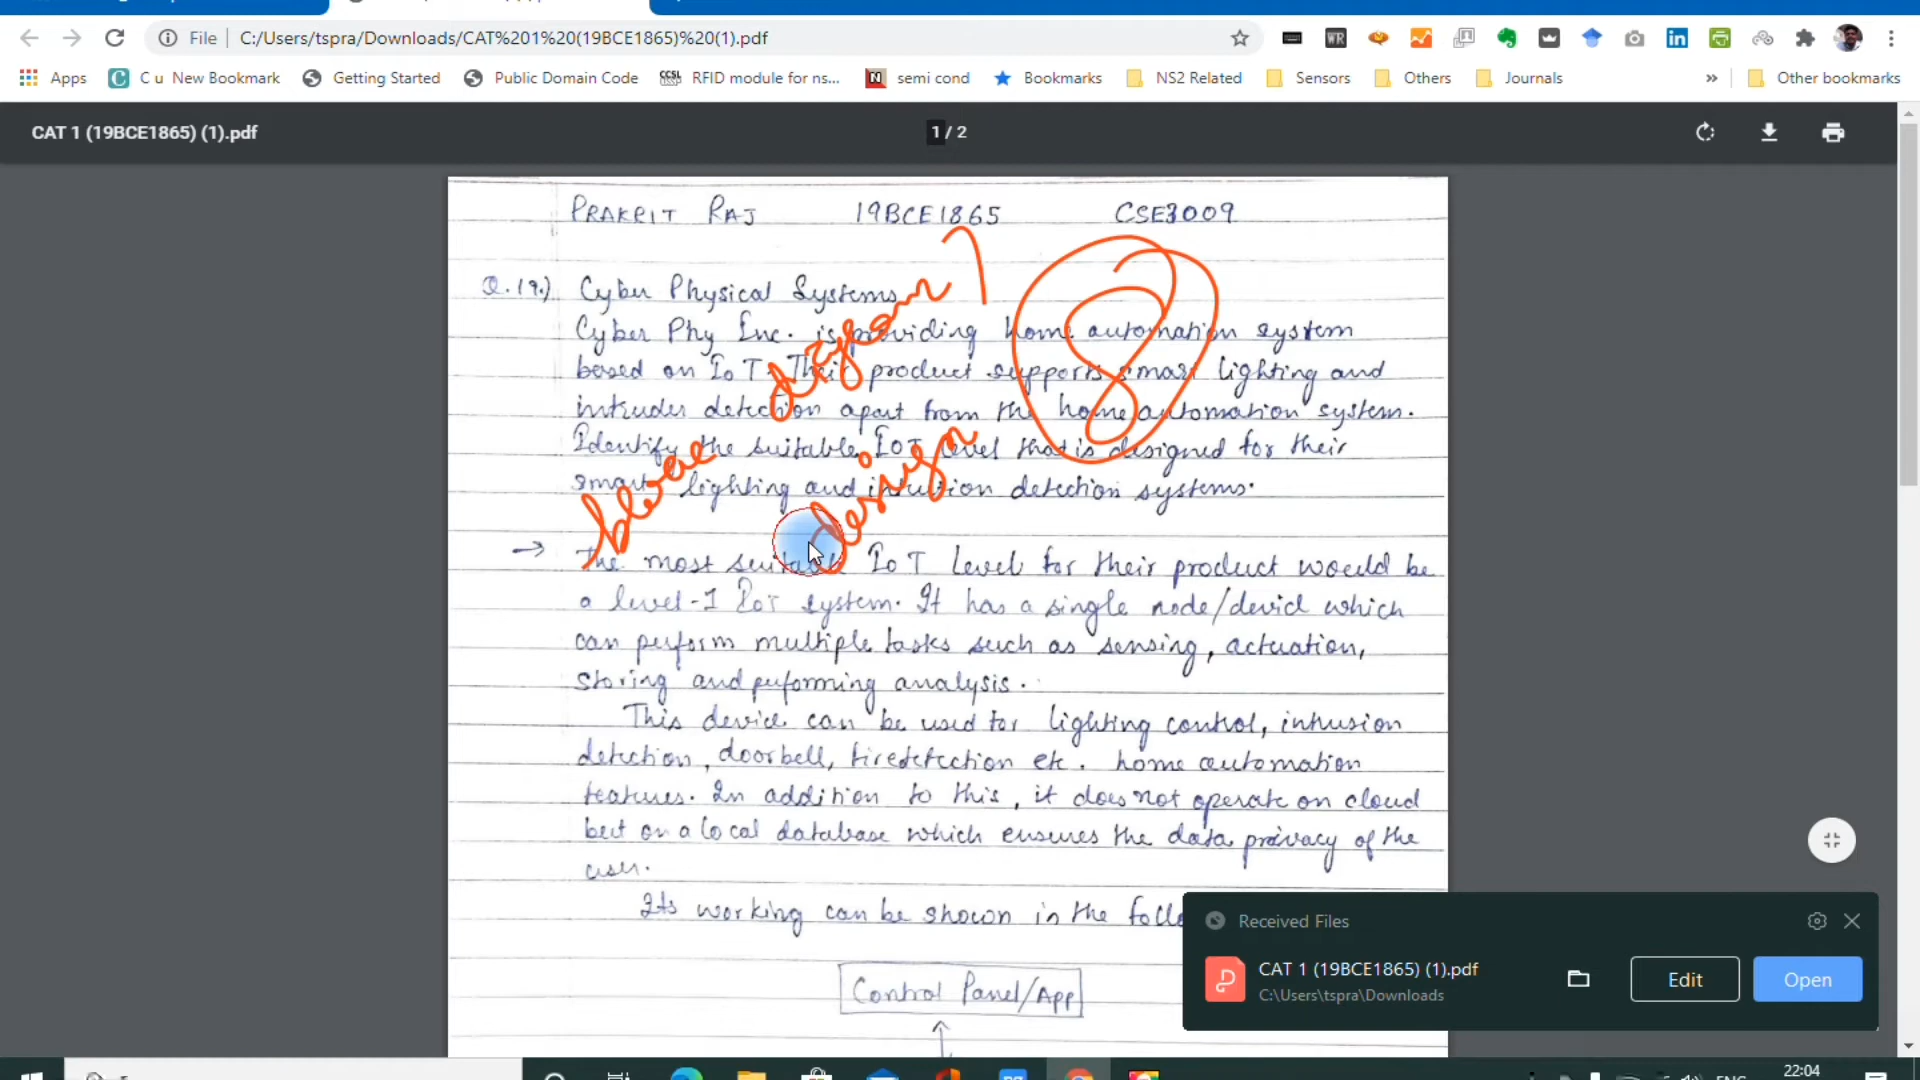 File C:/Users/tspra/Downloads/CAT%201%20(19BCE1865)%20(1).pdf
Apps C u New Bookmark Getting Started Public Domain Code RFID module for ns... semi cond Bookmarks NS2 Related Sensors Others Journals » Other bookmarks
CAT 1 (19BCE1865) (1).pdf 1 / 2
PRAKRIT RAJ 19BCE1865 CSE3009
Q.19.) Cyber Physical Systems
Cyber Phy Inc. is providing home automation system
based on IoT. Their product supports smart lighting and
intruder detection apart from the home automation system.
Identify the suitable IoT level that is designed for their
smart lighting and intrusion detection systems.
diagram 7
8
design
→ The most suitable IoT Level for their product would be
a level-1 IoT system. It has a single node/device which
can perform multiple tasks such as sensing, actuation,
storing and performing analysis.
This device can be used for lighting control, intrusion
detection, doorbell, fire detection etc. home automation
features. In addition to this, it does not operate on cloud
but on a local database which ensures the data privacy of the
user.
Its working can be shown in the
Control Panel/App
Received Files
CAT 1 (19BCE1865) (1).pdf
C:\Users\tspra\Downloads
Edit
Open
22:04